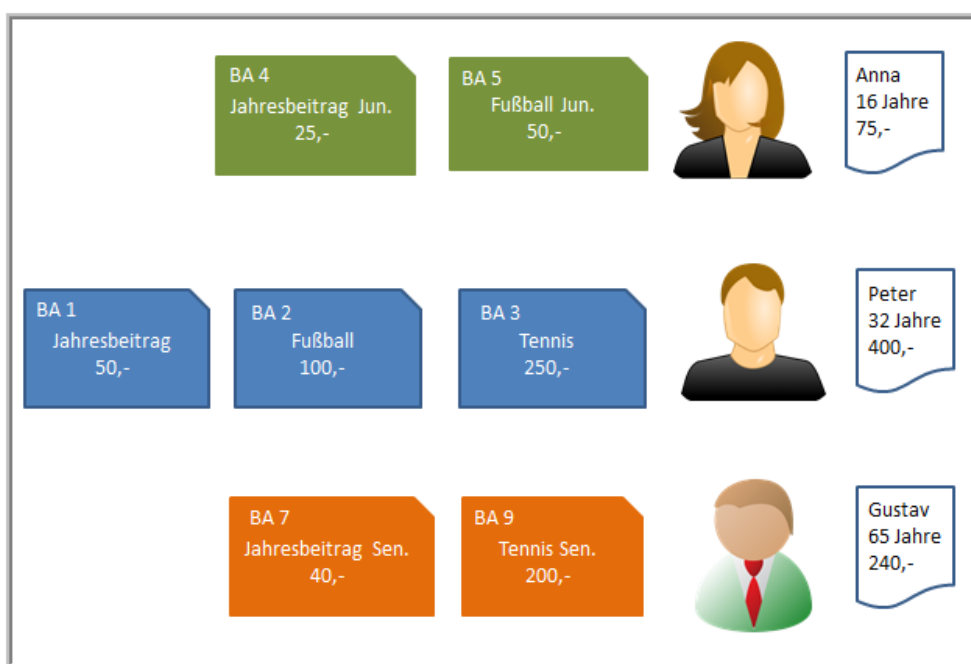 BA 4
Jahresbeitrag Jun.
25,-
BA 5
Fußball Jun.
50,-
Anna
16 Jahre
75,-
BA 1
Jahresbeitrag
50,-
BA 2
Fußball
100,-
BA 3
Tennis
250,-
Peter
32 Jahre
400,-
BA 7
Jahresbeitrag Sen.
40,-
BA 9
Tennis Sen.
200,-
Gustav
65 Jahre
240,-